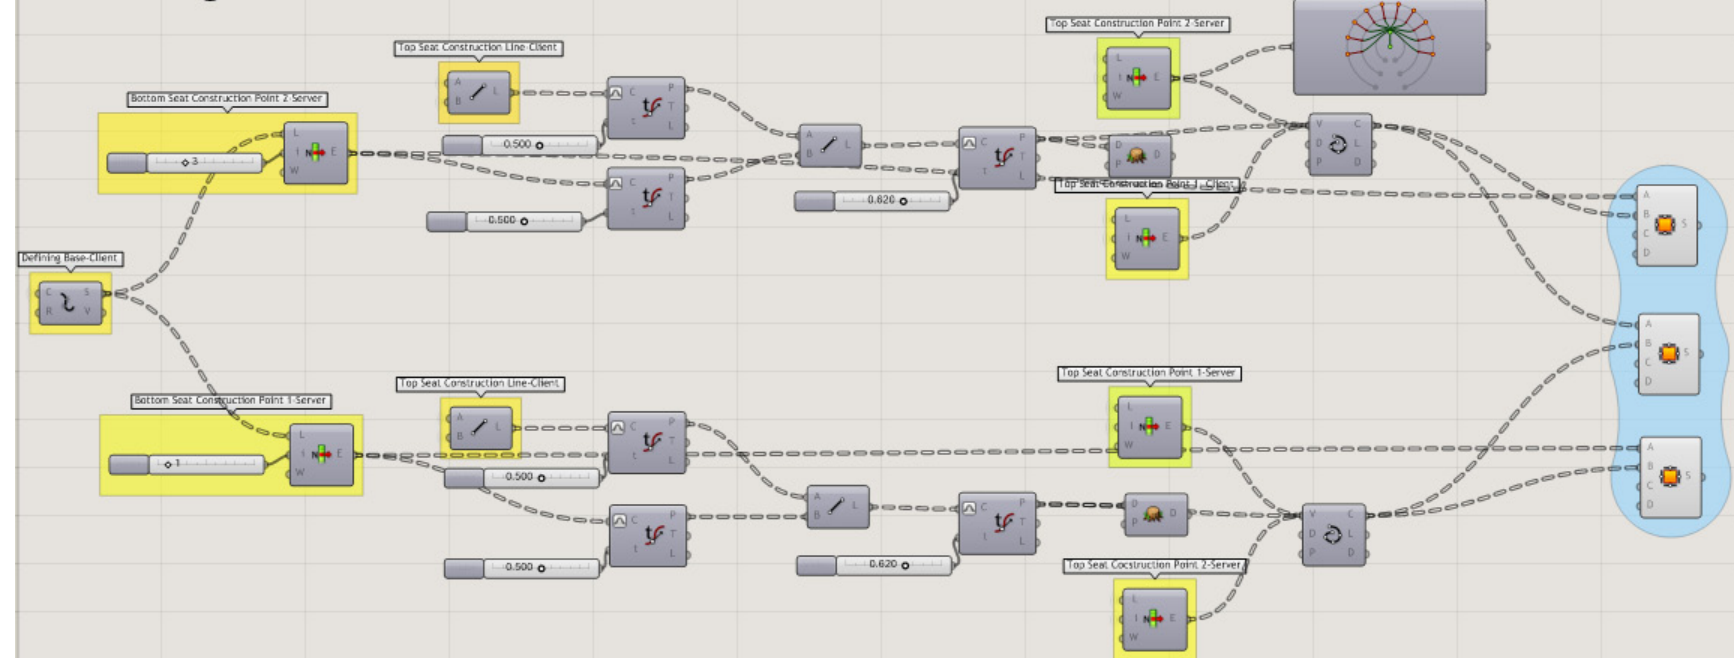 Top Seat Construction Point 2-Server
Top Seat Construction Line-Client
Bottom Seat Construction Point 2-Server
L
I
W
E
A
B
L
C
t
P
T
L
3
0.500
0.500
C
t
P
T
L
A
B
L
C
t
P
T
L
0.620
L
I
W
E
D
P
D
Top Seat Construction Point 1- Client
L
I
W
E
V
D
P
C
L
D
A
B
C
D
S
Defining Base-Client
C
R
S
V
A
B
C
D
S
Top Seat Construction Line-Client
Bottom Seat Construction Point 1-Server
Top Seat Construction Point 1-Server
L
I
W
E
1
A
B
L
C
t
P
T
L
0.500
0.500
C
t
P
T
L
A
B
L
C
t
P
T
L
0.620
L
I
W
E
D
P
D
V
D
P
C
L
D
A
B
C
D
S
Top Seat Cocstruction Point 2-Server
L
I
W
E